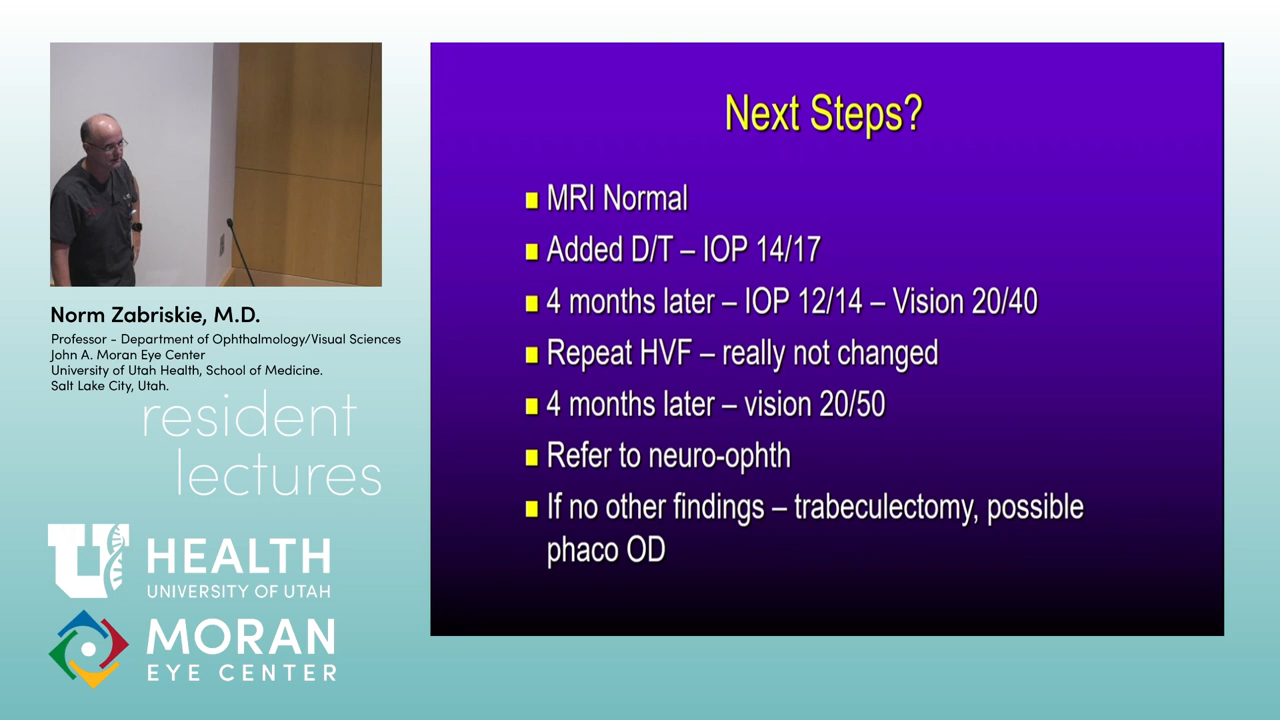 Next Steps?
MRI Normal
Added D/T – IOP 14/17
4 months later – IOP 12/14 – Vision 20/40
Repeat HVF – really not changed
4 months later – vision 20/50
Refer to neuro-ophth
If no other findings – trabeculectomy, possible
phaco OD
Norm Zabriskie, M.D.
Professor - Department of Ophthalmology/Visual Sciences
John A. Moran Eye Center
University of Utah Health, School of Medicine.
Salt Lake City, Utah.
resident
lectures
U HEALTH
UNIVERSITY OF UTAH
MORAN
EYE CENTER